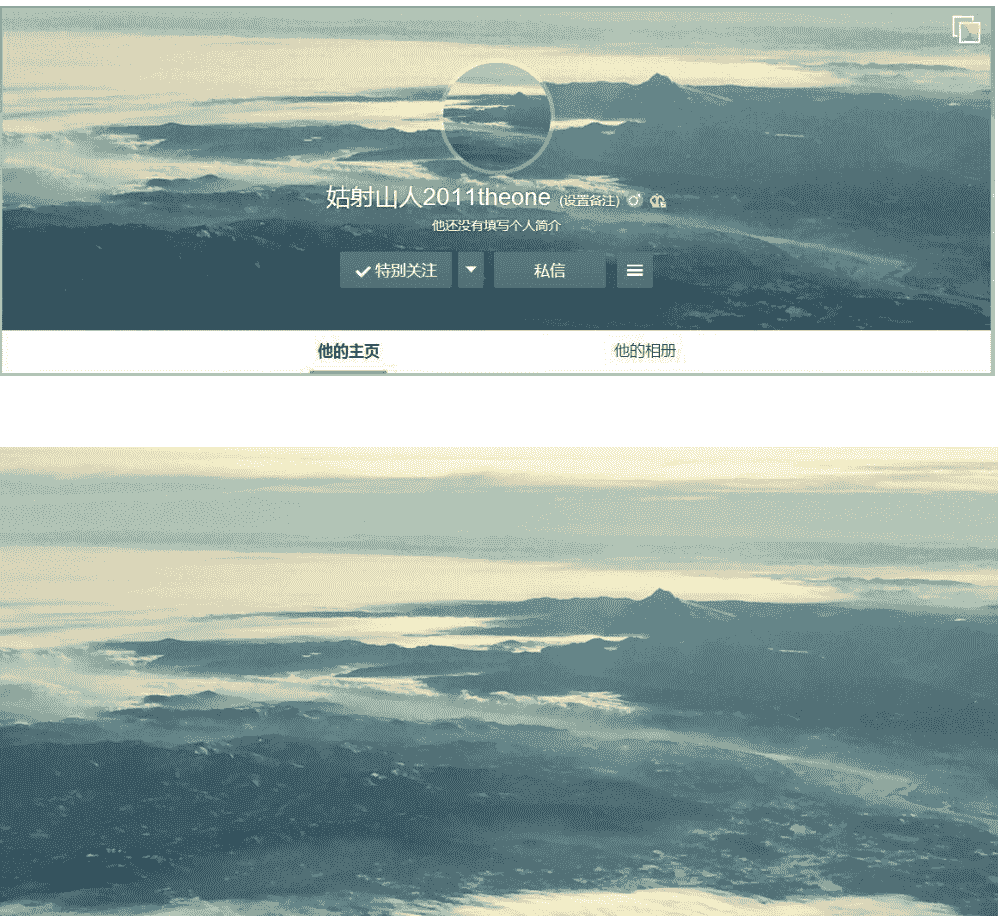 姑射山人2011theone (设置备注)
他还没有填写个人简介
特别关注 私信
他的主页 他的相册